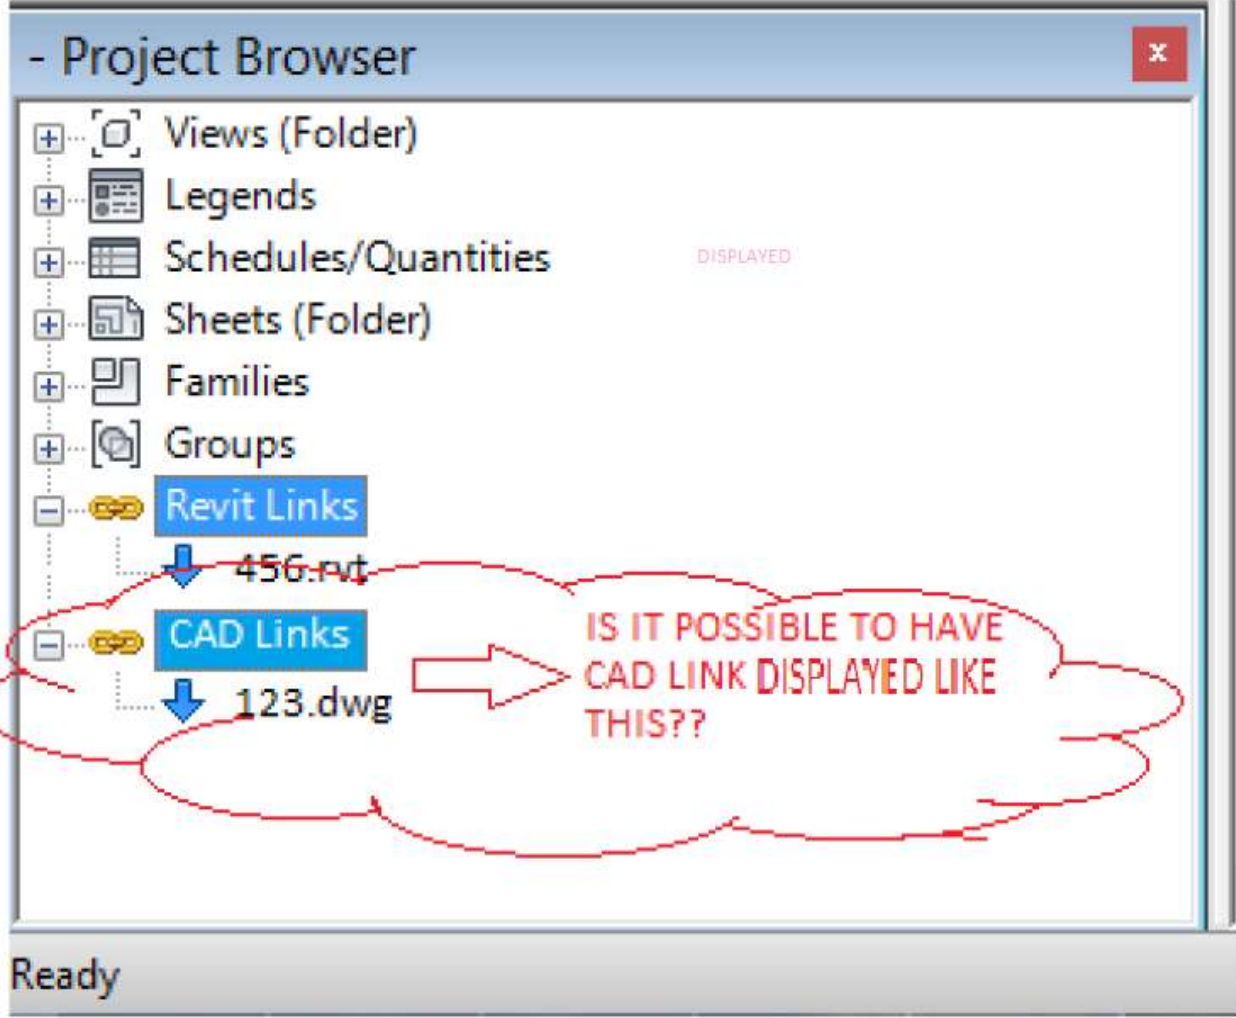 - Project Browser
x
Views (Folder)
Legends
Schedules/Quantities
DISPLAYED
Sheets (Folder)
Families
Groups
Revit Links
456.rvt
CAD Links
123.dwg
IS IT POSSIBLE TO HAVE
CAD LINK DISPLAYED LIKE
THIS??
Ready